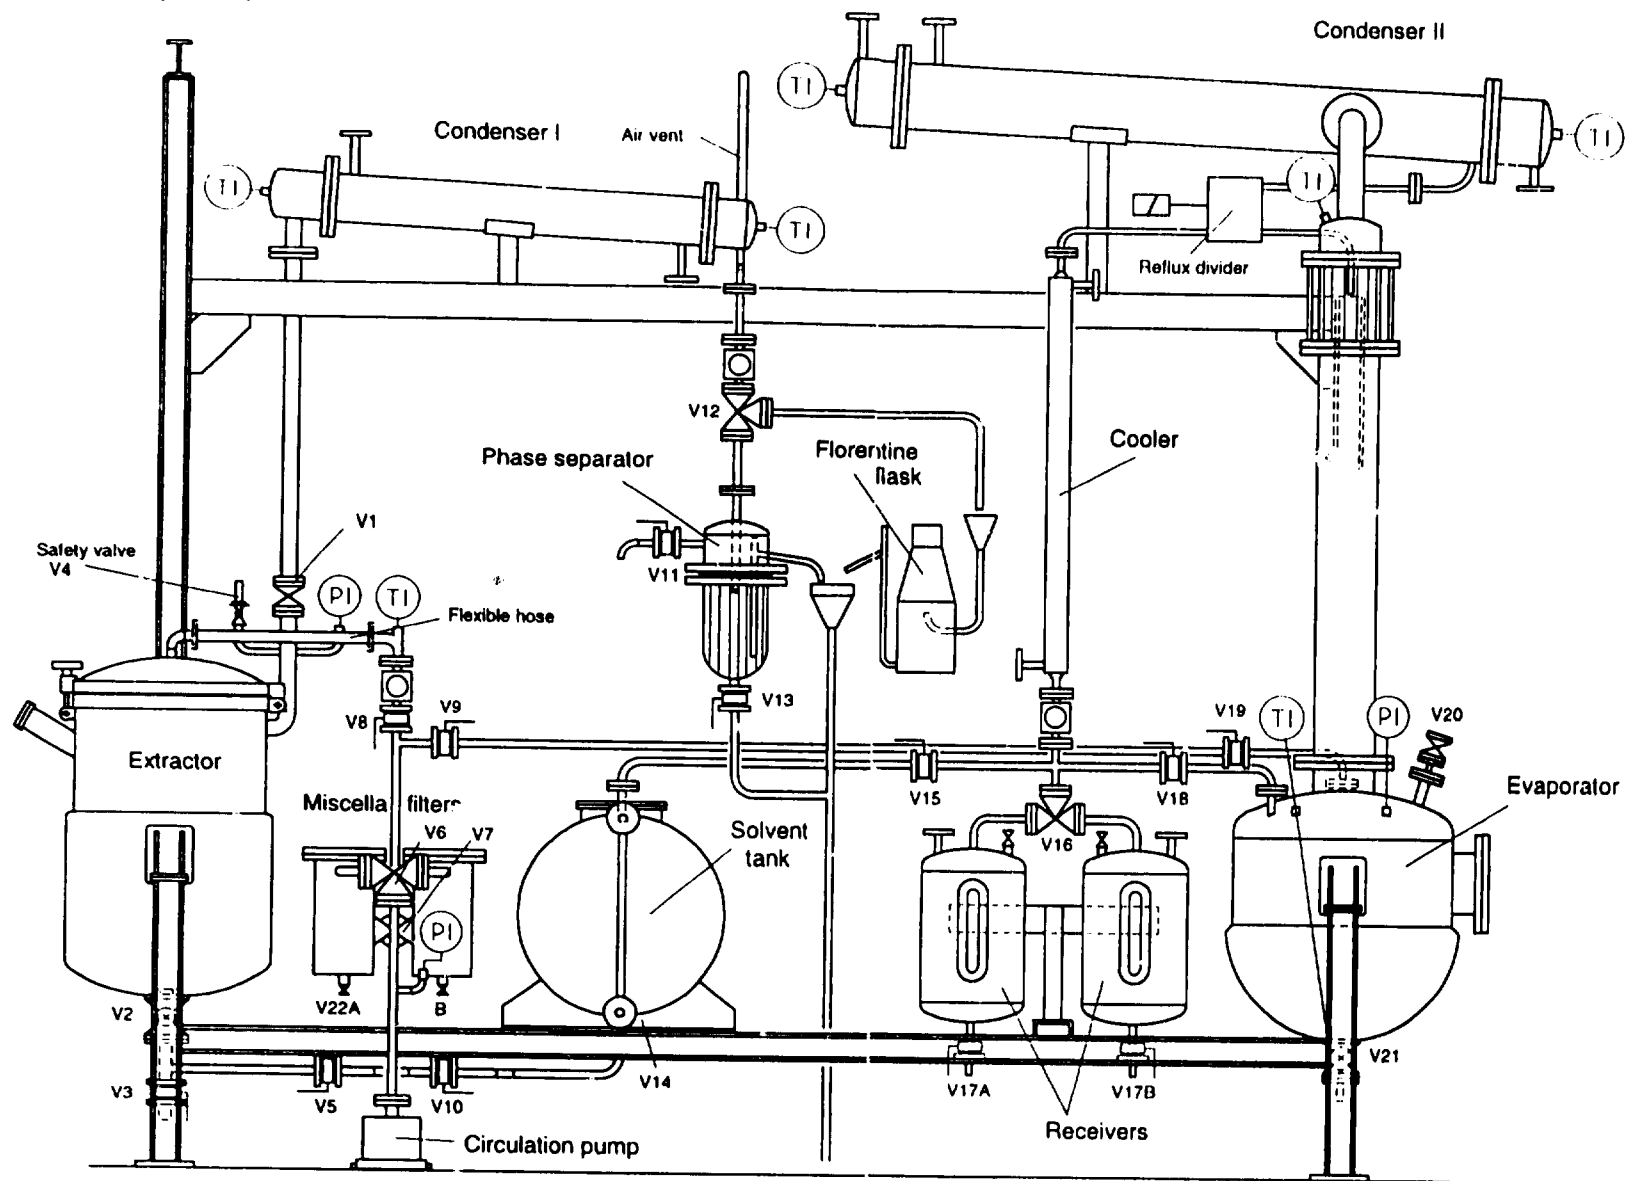 Condenser II
TI
TI
Condenser I
Air vent
TI
TI
TI
Reflux divider
V12
Cooler
Phase separator
Florentine
flask
V1
Safety valve
V4
V11
PI
TI
Flexible hose
V13
V8
V9
V19
TI
PI
V20
Extractor
V15
V18
Evaporator
Miscella filters
V6
V7
Solvent
tank
V16
PI
V22A
B
V2
V14
V21
V3
V5
V10
V17A
V17B
Receivers
Circulation pump